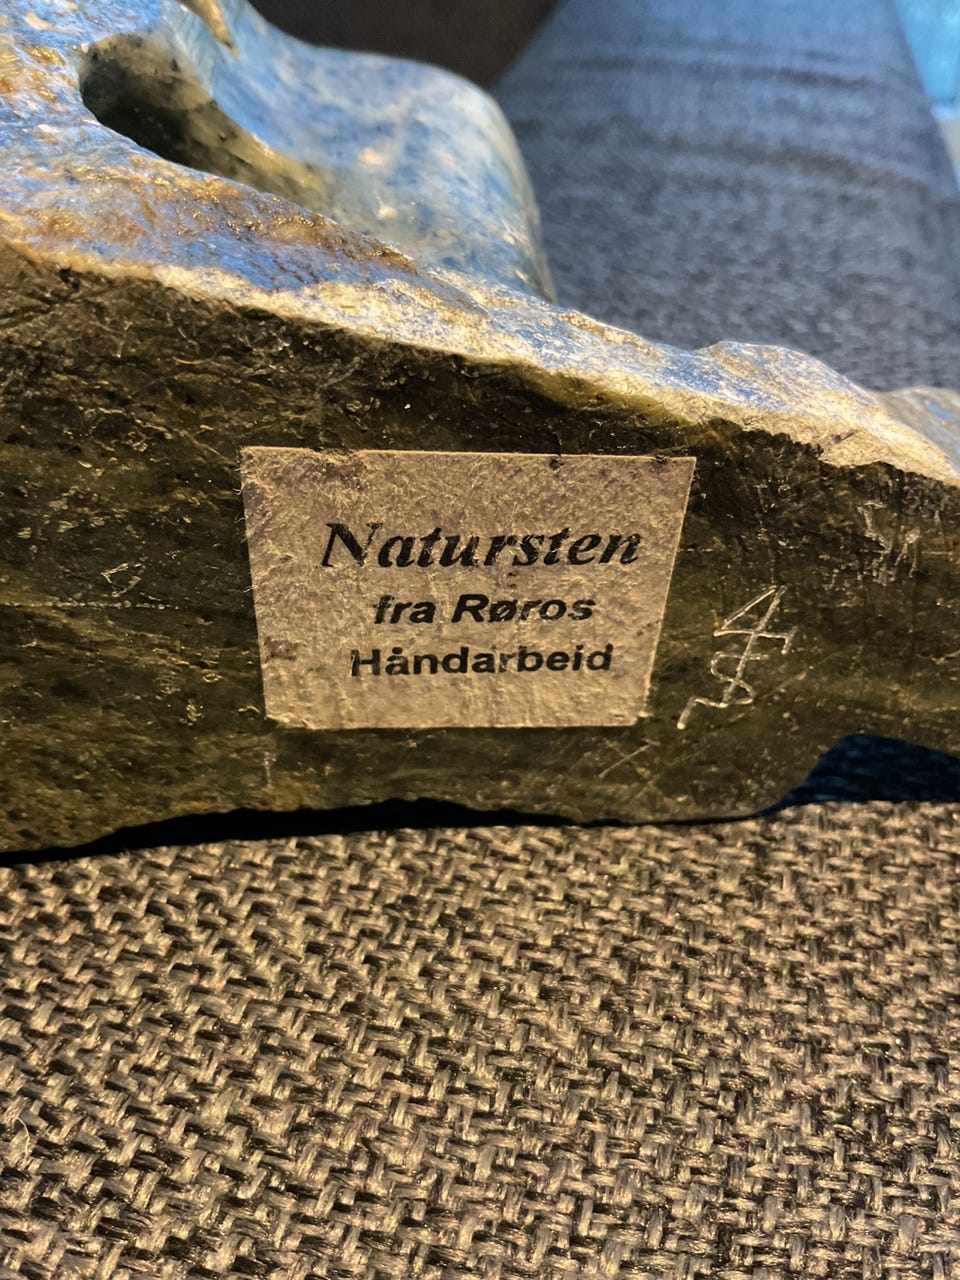 Natursten
fra Røros
Håndarbeid